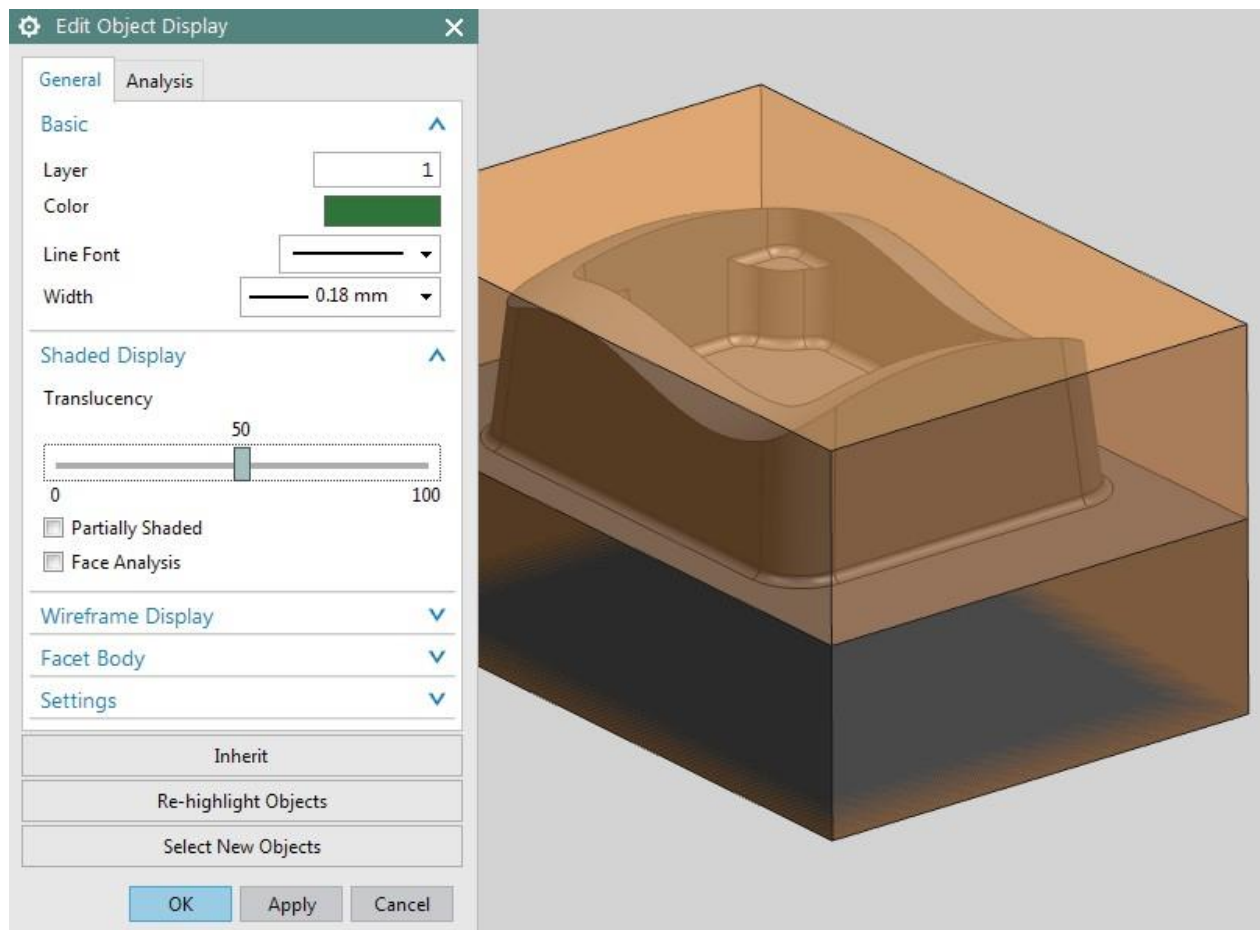 Edit Object Display
General Analysis
Basic
Layer 1
Color
Line Font
Width 0.18 mm
Shaded Display
Translucency
50
0 100
Partially Shaded
Face Analysis
Wireframe Display
Facet Body
Settings
Inherit
Re-highlight Objects
Select New Objects
OK Apply Cancel